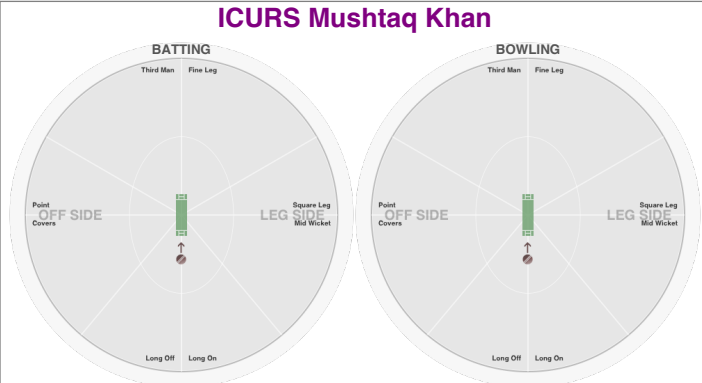 ICURS Mushtaq Khan
BATTING
BOWLING
Third Man
Fine Leg
Third Man
Fine Leg
Point
OFF SIDE
Covers
Square Leg
LEG SIDE
Mid Wicket
Point
OFF SIDE
Covers
Square Leg
LEG SIDE
Mid Wicket
Long Off
Long On
Long Off
Long On